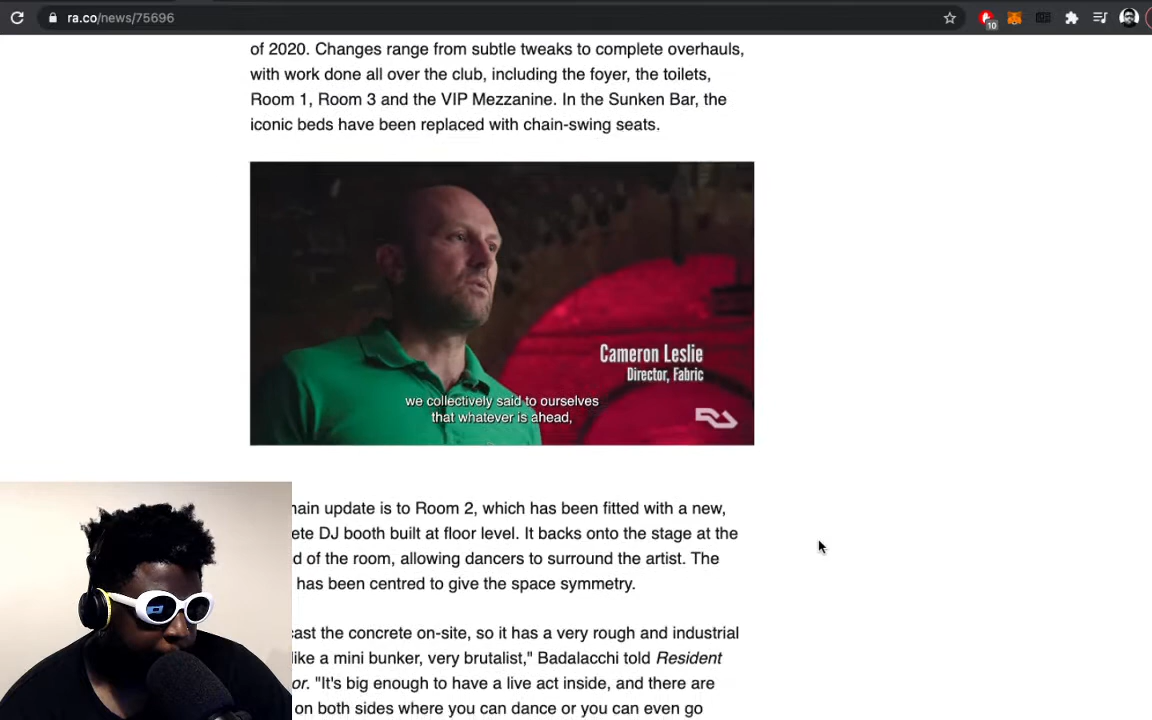 ra.co/news/75696
10
of 2020. Changes range from subtle tweaks to complete overhauls,
with work done all over the club, including the foyer, the toilets,
Room 1, Room 3 and the VIP Mezzanine. In the Sunken Bar, the
iconic beds have been replaced with chain-swing seats.
Cameron Leslie
Director, Fabric
we collectively said to ourselves
that whatever is ahead,
RA
ain update is to Room 2, which has been fitted with a new,
ete DJ booth built at floor level. It backs onto the stage at the
d of the room, allowing dancers to surround the artist. The
has been centred to give the space symmetry.
ast the concrete on-site, so it has a very rough and industrial
ike a mini bunker, very brutalist," Badalacchi told Resident
or. "It's big enough to have a live act inside, and there are
on both sides where you can dance or you can even go